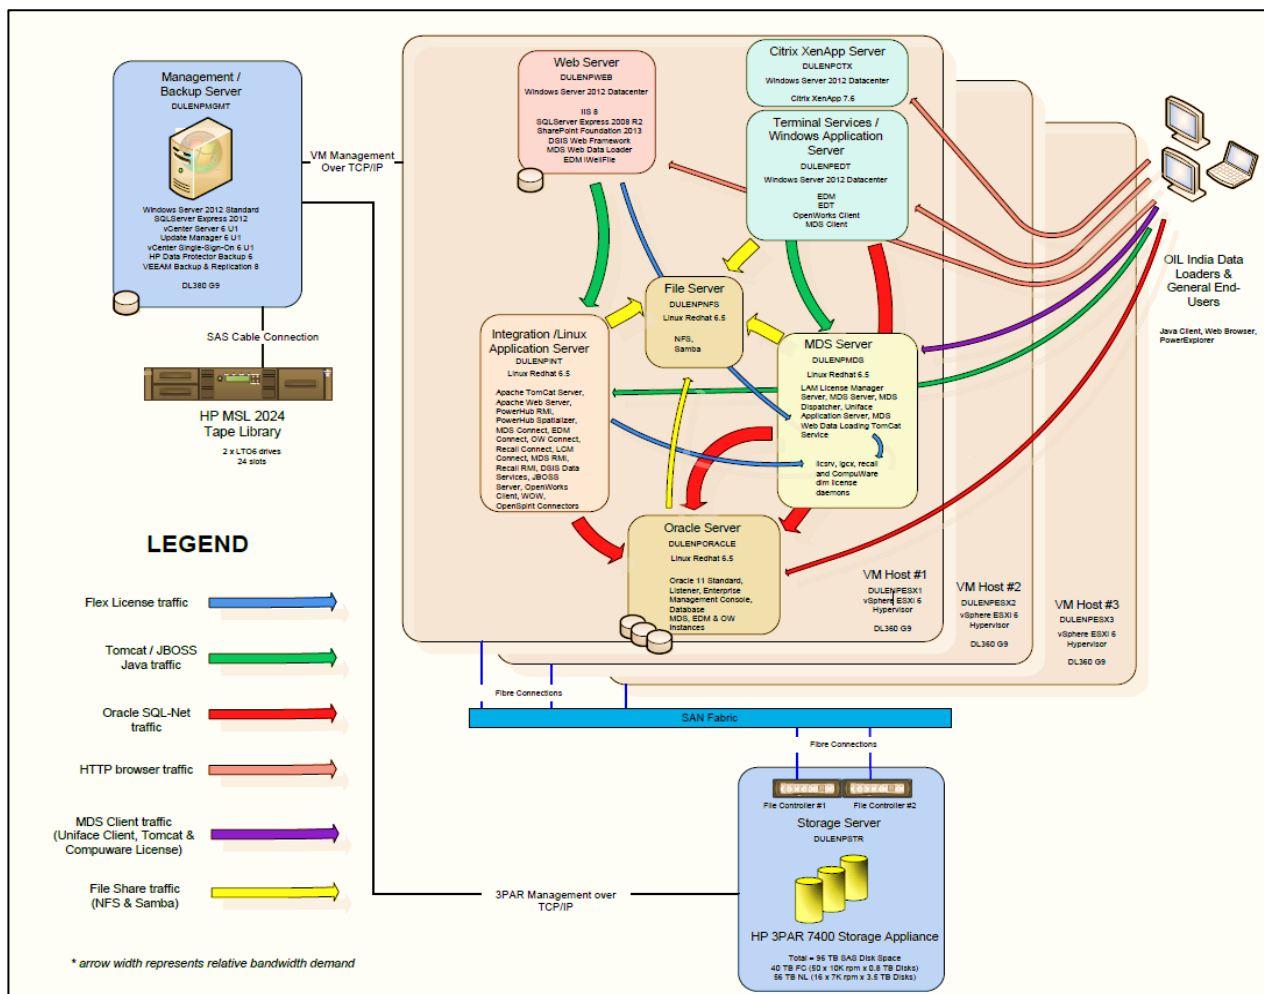 Management /
Backup Server
DULENPMGMT
Windows Server 2012 Standard
SQLServer Express 2012
vCenter Server 6 U1
Update Manager 6 U1
vCenter Single-Sign-On 6 U1
HP Data Protector Backup 6
VEEAM Backup & Replication 8
DL380 G9
SAS Cable Connection
HP MSL 2024
Tape Library
2 x LTO6 drives
24 slots
VM Management
Over TCP/IP
Web Server
DULENPWEB
Windows Server 2012 Datacenter
IIS 8
SQLServer Express 2008 R2
SharePoint Foundation 2013
DSIS Web Framework
MDS Web Data Loader
EDM iWellFile
Citrix XenApp Server
DULENPCTX
Windows Server 2012 Datacenter
Citrix XenApp 7.6
Terminal Services /
Windows Application
Server
DULENPEDT
Windows Server 2012 Datacenter
EDM
EDT
OpenWorks Client
MDS Client
OIL India Data
Loaders &
General End-
Users
Java Client, Web Browser,
PowerExplorer
File Server
DULENPNFS
Linux Redhat 6.5
NFS,
Samba
Integration /Linux
Application Server
DULENPINT
Linux Redhat 6.5
Apache TomCat Server,
Apache Web Server,
PowerHub RMI,
PowerHub Spatializer,
MDS Connect, EDM
Connect, OW Connect,
Recall Connect, LCM
Connect, MDS RMI,
Recall RMI, DSIS Data
Services, JBOSS
Server, OpenWorks
Client, WOW,
OpenSpirit Connectors
MDS Server
DULENPMDS
Linux Redhat 6.5
LAM License Manager
Server, MDS Server, MDS
Dispatcher, Uniface
Application Server, MDS
Web Data Loading TomCat
Service
licsrv, lgcx, recall
and CompuWare
dim license
daemons
Oracle Server
DULENPORACLE
Linux Redhat 6.5
Oracle 11 Standard,
Listener, Enterprise
Management Console,
Database
MDS, EDM & OW
Instances
VM Host #1
DULENPESX1
vSphere ESXi 6
Hypervisor
DL360 G9
VM Host #2
DULENPESX2
vSphere ESXi 6
Hypervisor
DL360 G9
VM Host #3
DULENPESX3
vSphere ESXi 6
Hypervisor
DL360 G9
Fibre Connections
SAN Fabric
Fibre Connections
File Controller #1
File Controller #2
Storage Server
DULENPSTR
HP 3PAR 7400 Storage Appliance
Total = 96 TB SAS Disk Space
40 TB FC (50 x 10K rpm x 0.8 TB Disks)
56 TB NL (16 x 7K rpm x 3.5 TB Disks)
3PAR Management over
TCP/IP
LEGEND
Flex License traffic
Tomcat / JBOSS
Java traffic
Oracle SQL-Net
traffic
HTTP browser traffic
MDS Client traffic
(Uniface Client, Tomcat &
Compuware License)
File Share traffic
(NFS & Samba)
* arrow width represents relative bandwidth demand